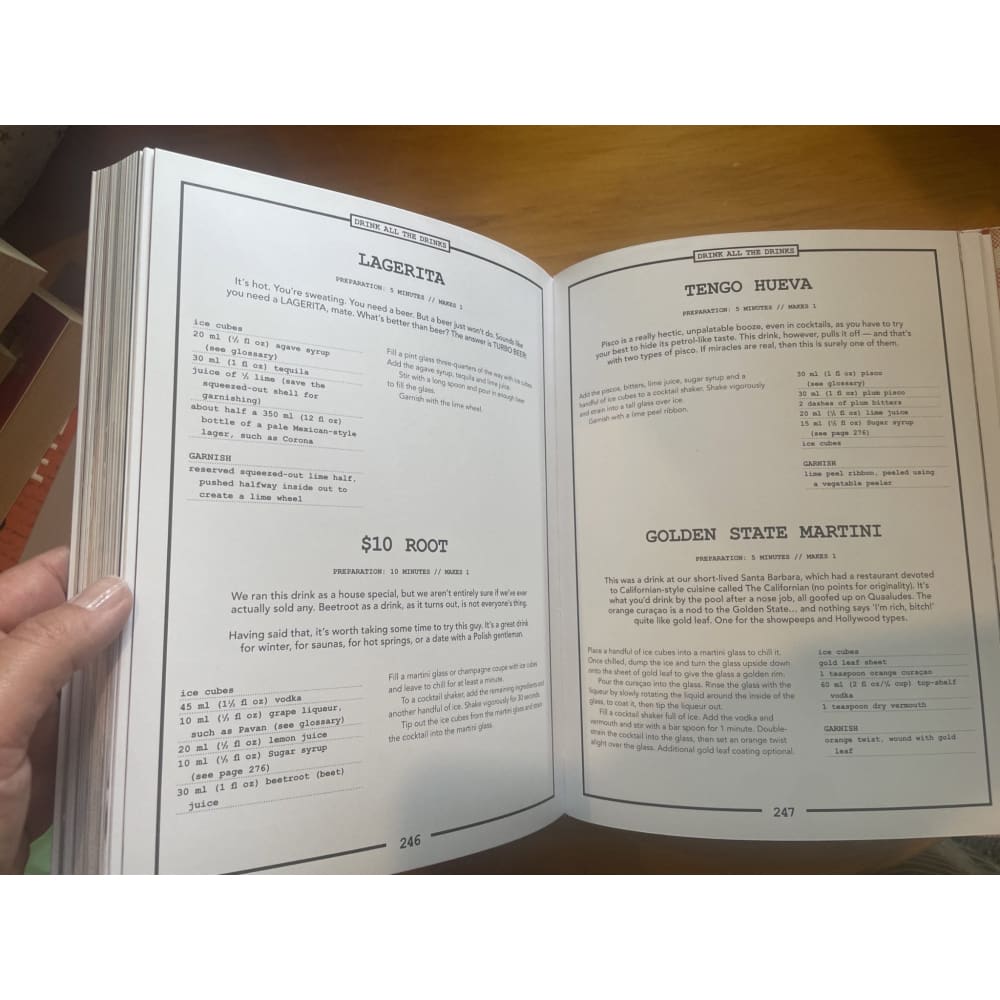 DRINK ALL THE DRINKS
LAGERITA
PREPARATION: 5 MINUTES // MAKES 1
It's hot. You're sweating. You need a beer. But a beer just won't do. Sounds like
you need a LAGERITA, mate. What's better than beer? The answer is TURBO BEER!
ice cubes
20 ml (½ fl oz) agave syrup
(see glossary)
30 ml (1 fl oz) tequila
juice of ½ lime (save the
squeezed-out shell for
garnishing)
about half a 350 ml (12 fl oz)
bottle of a pale Mexican-style
lager, such as Corona
GARNISH
reserved squeezed-out lime half,
pushed halfway inside out to
create a lime wheel
Fill a pint glass three-quarters of the way with ice cubes.
Add the agave syrup, tequila and lime juice.
Stir with a long spoon and pour in enough beer
to fill the glass.
Garnish with the lime wheel.
$10 ROOT
PREPARATION: 10 MINUTES // MAKES 1
We ran this drink as a house special, but we aren't entirely sure if we've ever
actually sold any. Beetroot as a drink, as it turns out, is not everyone's thing.
Having said that, it's worth taking some time to try this guy. It's a great drink
for winter, for saunas, for hot springs, or a date with a Polish gentleman.
ice cubes
45 ml (1½ fl oz) vodka
10 ml (⅓ fl oz) grape liqueur,
such as Pavan (see glossary)
20 ml (½ fl oz) lemon juice
10 ml (⅓ fl oz) Sugar syrup
(see page 276)
30 ml (1 fl oz) beetroot (beet)
juice
Fill a martini glass or champagne coupe with ice cubes
and leave to chill for at least a minute.
To a cocktail shaker, add the remaining ingredients and
another handful of ice. Shake vigorously for 30 seconds.
Tip out the ice cubes from the martini glass and strain
the cocktail into the martini glass.
246
DRINK ALL THE DRINKS
TENGO HUEVA
PREPARATION: 5 MINUTES // MAKES 1
Pisco is a really hectic, unpalatable booze, even in cocktails, as you have to try
your best to hide its petrol-like taste. This drink, however, pulls it off — and that's
with two types of pisco. If miracles are real, then this is surely one of them.
Add the piscos, bitters, lime juice, sugar syrup and a
handful of ice cubes to a cocktail shaker. Shake vigorously
and strain into a tall glass over ice.
Garnish with a lime peel ribbon.
30 ml (1 fl oz) pisco
(see glossary)
30 ml (1 fl oz) plum pisco
2 dashes of plum bitters
20 ml (½ fl oz) lime juice
15 ml (½ fl oz) Sugar syrup
(see page 276)
ice cubes
GARNISH
lime peel ribbon, peeled using
a vegetable peeler
GOLDEN STATE MARTINI
PREPARATION: 5 MINUTES // MAKES 1
This was a drink at our short-lived Santa Barbara, which had a restaurant devoted
to Californian-style cuisine called The Californian (no points for originality). It's
what you'd drink by the pool after a nose job, all goofed up on Quaaludes. The
orange curaçao is a nod to the Golden State... and nothing says 'I'm rich, bitch!'
quite like gold leaf. One for the showpeeps and Hollywood types.
Place a handful of ice cubes into a martini glass to chill it.
Once chilled, dump the ice and turn the glass upside down
onto the sheet of gold leaf to give the glass a golden rim.
Pour the curaçao into the glass. Rinse the glass with the
liqueur by slowly rotating the liquid around the inside of the
glass, to coat it, then tip the liqueur out.
Fill a cocktail shaker full of ice. Add the vodka and
vermouth and stir with a bar spoon for 1 minute. Double-
strain the cocktail into the glass, then set an orange twist
alight over the glass. Additional gold leaf coating optional.
ice cubes
gold leaf sheet
1 teaspoon orange curaçao
60 ml (2 fl oz/¼ cup) top-shelf
vodka
1 teaspoon dry vermouth
GARNISH
orange twist, wound with gold
leaf
247